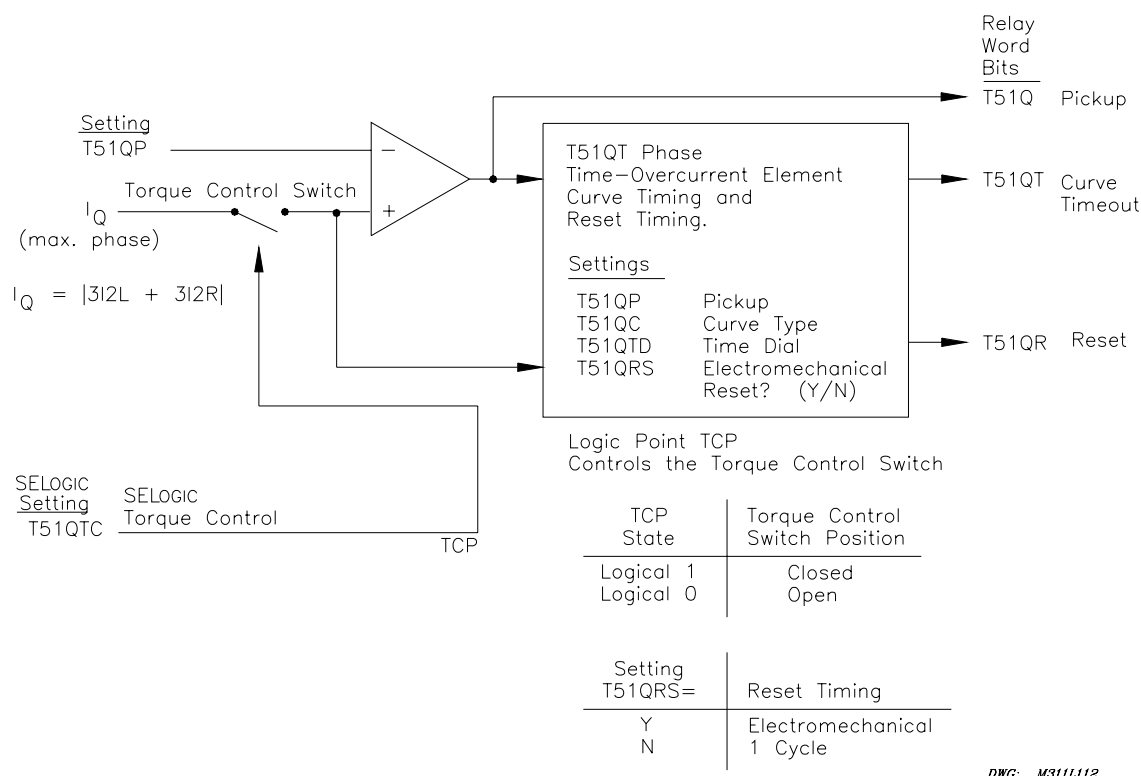 Relay
Word
Bits
T51Q Pickup
Setting
T51QP
−
T51QT Phase
Time−Overcurrent Element
Curve Timing and
Reset Timing.
T51QT Curve
Timeout
Torque Control Switch
IQ
+
(max. phase)
IQ = |3I2L + 3I2R|
Settings
T51QP Pickup
T51QC Curve Type
T51QTD Time Dial
T51QRS Electromechanical
Reset? (Y/N)
T51QR Reset
Logic Point TCP
Controls the Torque Control Switch
SELOGIC
Setting
T51QTC
SELOGIC
Torque Control
TCP
TCP
State
Torque Control
Switch Position
Logical 1 Closed
Logical 0 Open
Setting
T51QRS= Reset Timing
Y Electromechanical
N 1 Cycle
DWG: M311L112